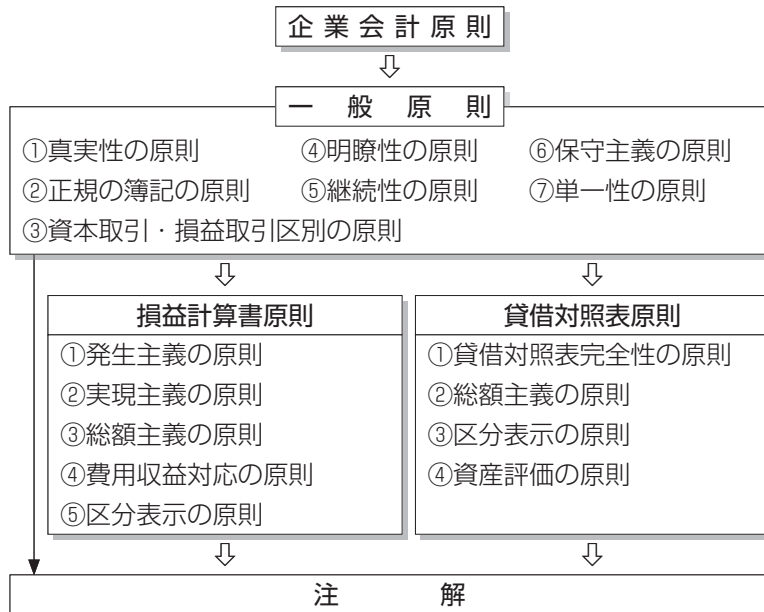 企業会計原則
一般原則
①真実性の原則 ④明瞭性の原則 ⑥保守主義の原則
②正規の簿記の原則 ⑤継続性の原則 ⑦単一性の原則
③資本取引・損益取引区別の原則
損益計算書原則
①発生主義の原則
②実現主義の原則
③総額主義の原則
④費用収益対応の原則
⑤区分表示の原則
貸借対照表原則
①貸借対照表完全性の原則
②総額主義の原則
③区分表示の原則
④資産評価の原則
注解